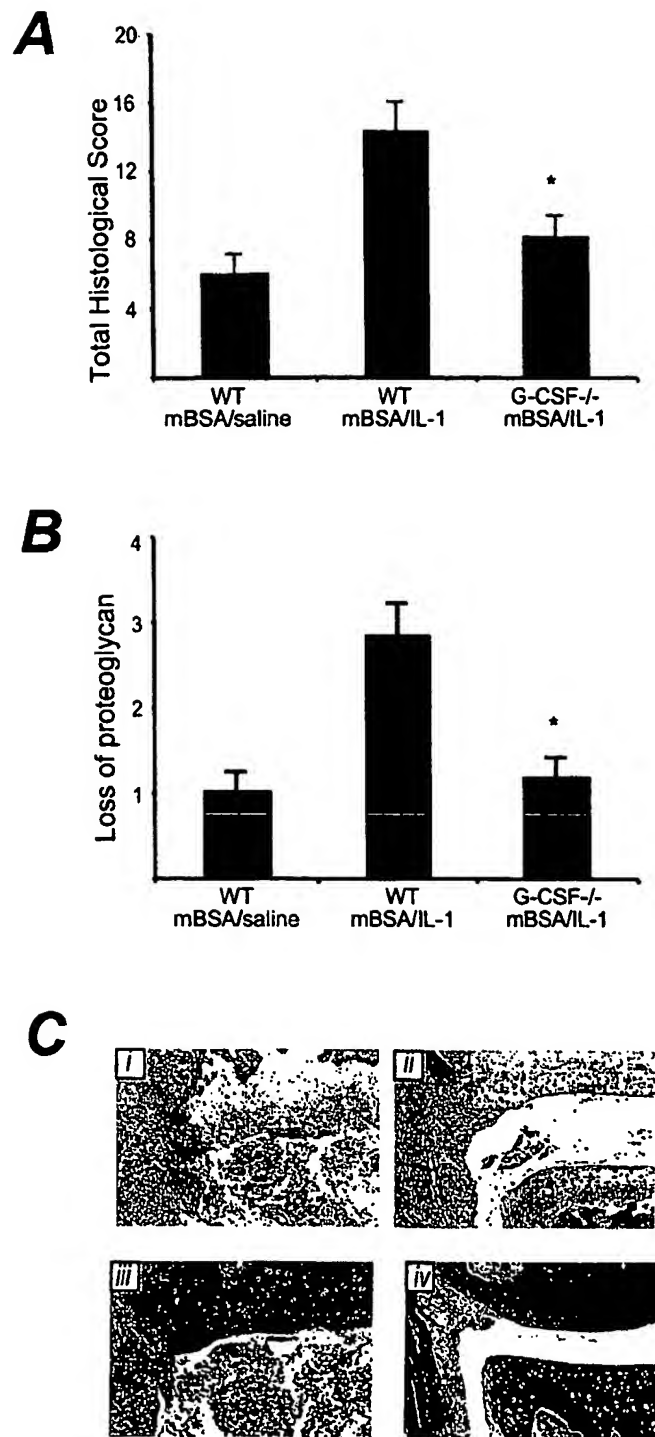 A
Total Histological Score
20
16
12
8
4
*
WT
mBSA/saline
WT
mBSA/IL-1
G-CSF-/-
mBSA/IL-1
B
Loss of proteoglycan
4
3
2
1
*
WT
mBSA/saline
WT
mBSA/IL-1
G-CSF-/-
mBSA/IL-1
C
i
ii
iii
iv